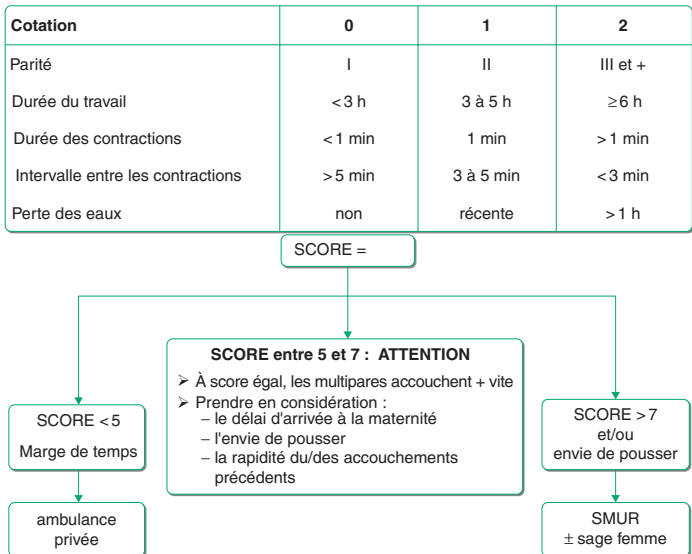 Cotation 0 1 2
Parité I II III et +
Durée du travail <3 h 3 à 5 h ≥6 h
Durée des contractions <1 min 1 min >1 min
Intervalle entre les contractions >5 min 3 à 5 min <3 min
Perte des eaux non récente >1 h
SCORE =
SCORE <5
Marge de temps
ambulance
privée
SCORE entre 5 et 7 : ATTENTION
➢ À score égal, les multipares accouchent + vite
➢ Prendre en considération :
– le délai d'arrivée à la maternité
– l'envie de pousser
– la rapidité du/des accouchements
précédents
SCORE >7
et/ou
envie de pousser
SMUR
± sage femme